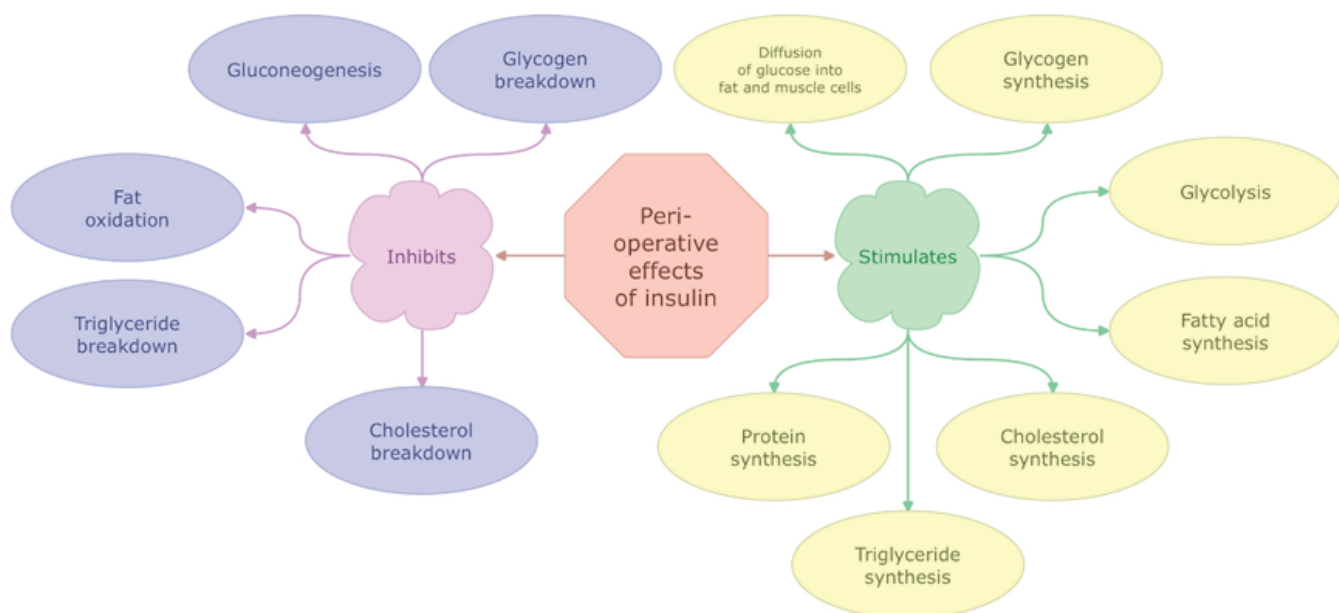 Gluconeogenesis
Glycogen
breakdown
Diffusion
of glucose into
fat and muscle cells
Glycogen
synthesis
Fat
oxidation
Triglyceride
breakdown
Inhibits
Peri-
operative
effects
of insulin
Stimulates
Glycolysis
Fatty acid
synthesis
Cholesterol
breakdown
Protein
synthesis
Cholesterol
synthesis
Triglyceride
synthesis